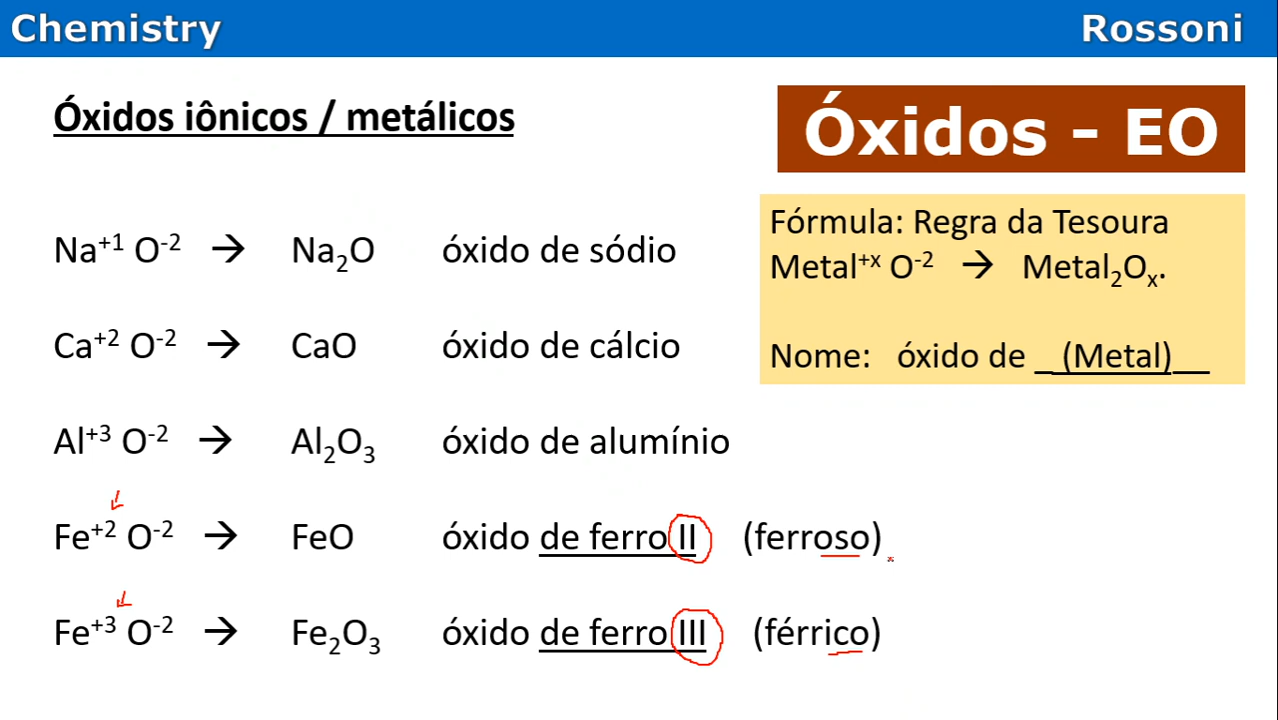 Chemistry Rossoni
Óxidos iônicos / metálicos
Óxidos - EO
Fórmula: Regra da Tesoura
Metal⁺ˣ O⁻² → Metal₂Oₓ.
Nome: óxido de _(Metal)__
Na⁺¹ O⁻² → Na₂O óxido de sódio
Ca⁺² O⁻² → CaO óxido de cálcio
Al⁺³ O⁻² → Al₂O₃ óxido de alumínio
Fe⁺² O⁻² → FeO óxido de ferro II (ferroso)
Fe⁺³ O⁻² → Fe₂O₃ óxido de ferro III (férrico)